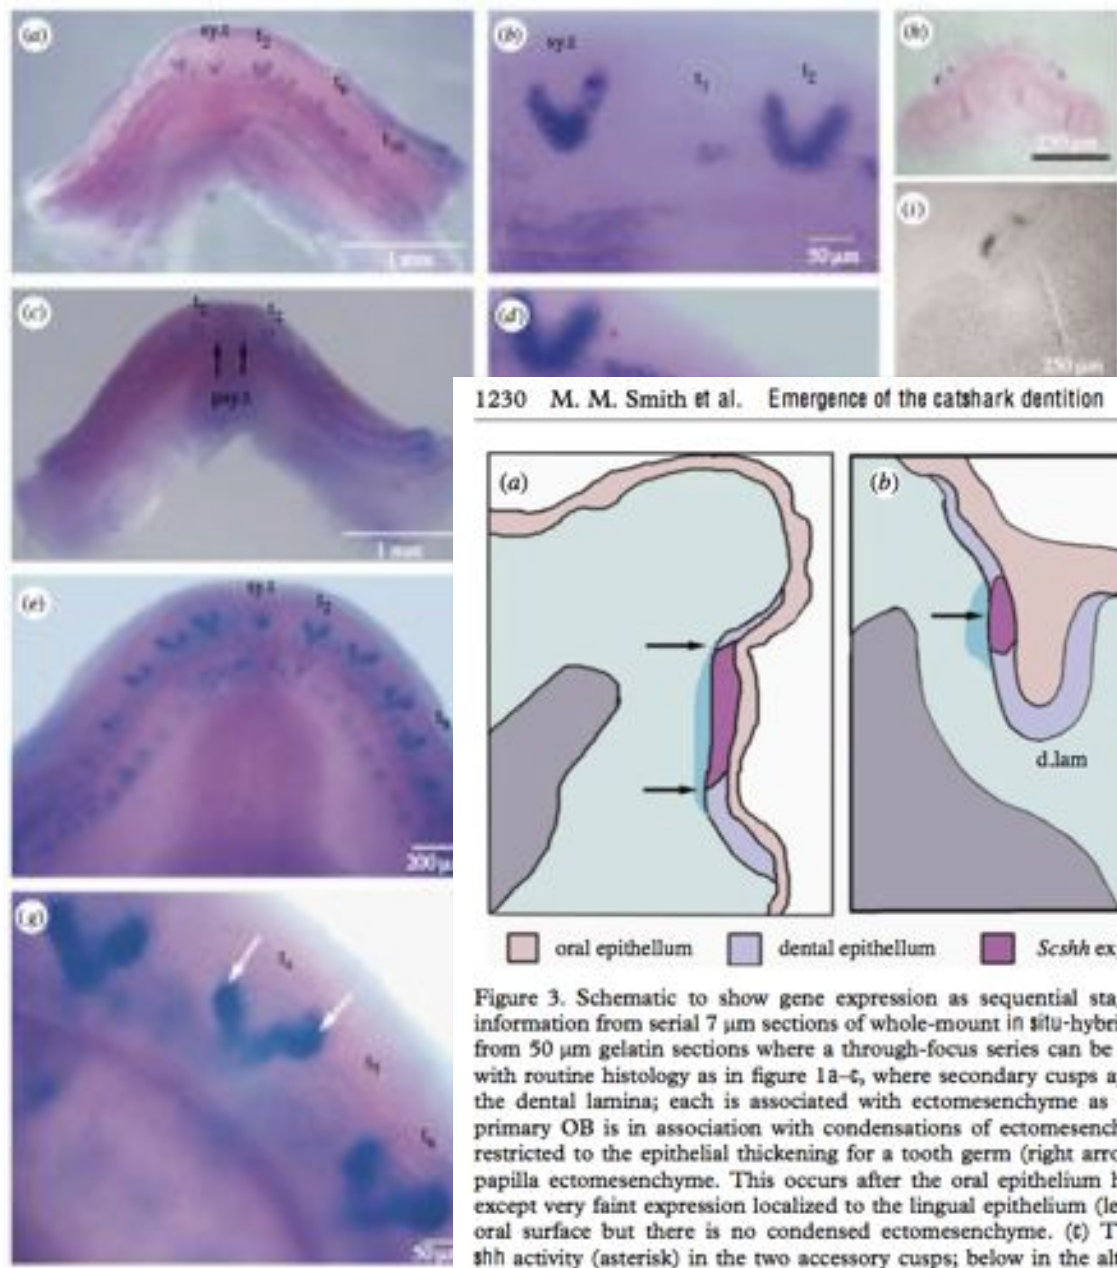 (a)
sy.t
t2
1 mm
(b)
sy.t
t1
t2
50 µm
(h)
250 µm
(i)
250 µm
(c)
t2
t2
psy.t
1 mm
(d)
(e)
sy.t
t2
200 µm
(g)
50 µm
1230 M. M. Smith et al. Emergence of the catshark dentition
(a)
(b)
d.lam
oral epithelium dental epithelium Scshh ex
Figure 3. Schematic to show gene expression as sequential sta
information from serial 7 µm sections of whole-mount in situ-hybri
from 50 µm gelatin sections where a through-focus series can be
with routine histology as in figure 1a–c, where secondary cusps a
the dental lamina; each is associated with ectomesenchyme as
primary OB is in association with condensations of ectomesench
restricted to the epithelial thickening for a tooth germ (right arro
papilla ectomesenchyme. This occurs after the oral epithelium h
except very faint expression localized to the lingual epithelium (le
oral surface but there is no condensed ectomesenchyme. (c) T
shh activity (asterisk) in the two accessory cusps; below in the al